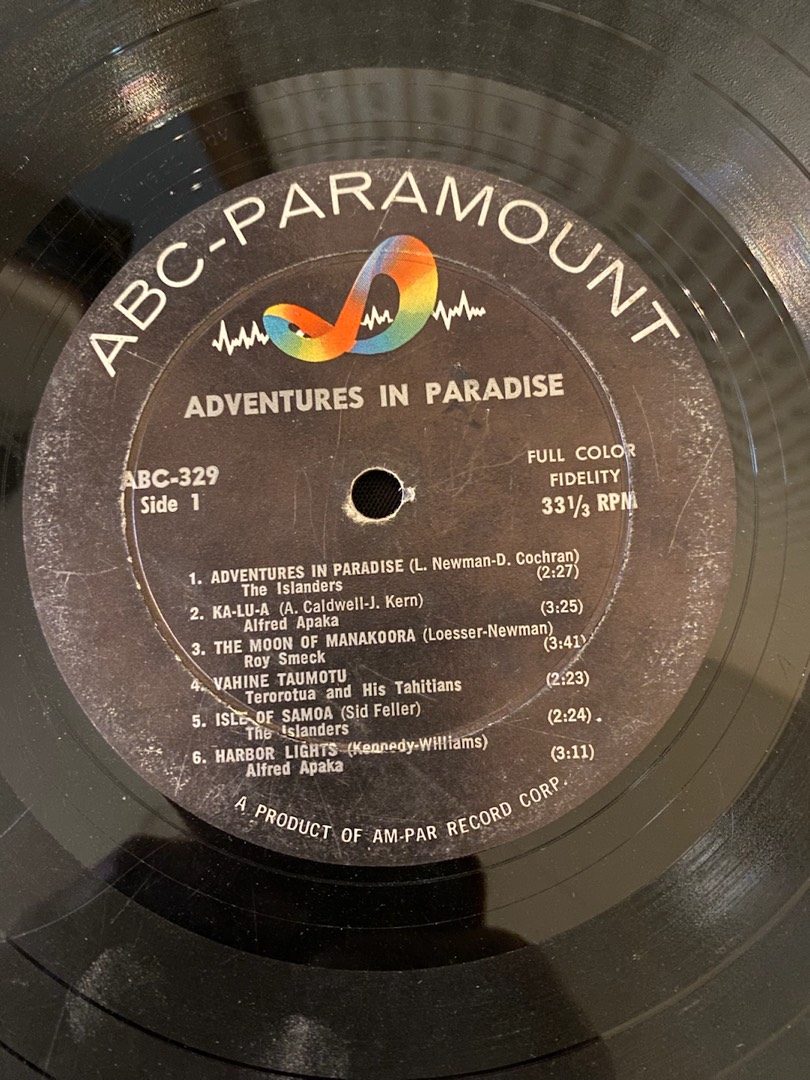 ABC-PARAMOUNT
ADVENTURES IN PARADISE
ABC-329
Side 1
FULL COLOR
FIDELITY
33 1/3 RPM
1. ADVENTURES IN PARADISE (L. Newman-D. Cochran)
The Islanders (2:27)
2. KA-LU-A (A. Caldwell-J. Kern) (3:25)
Alfred Apaka
3. THE MOON OF MANAKOORA (Loesser-Newman)
Roy Smeck (3:41)
4. VAHINE TAUMOTU (2:23)
Terorotua and His Tahitians
5. ISLE OF SAMOA (Sid Feller) (2:24)
The Islanders
6. HARBOR LIGHTS (Kennedy-Williams) (3:11)
Alfred Apaka
A PRODUCT OF AM-PAR RECORD CORP.